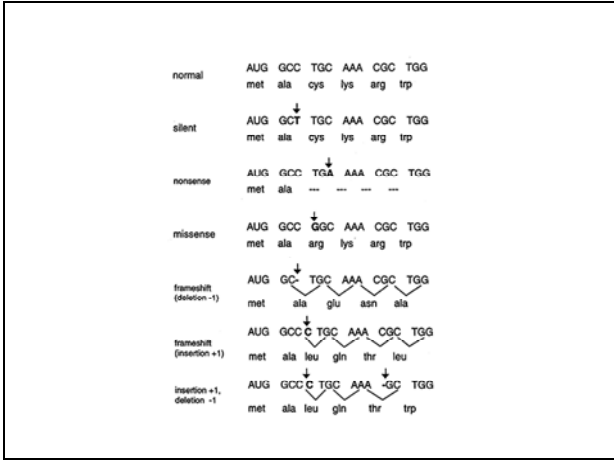 normal AUG GCC TGC AAA CGC TGG
met ala cys lys arg trp
silent AUG GCT TGC AAA CGC TGG
met ala cys lys arg trp
nonsense AUG GCC TGA AAA CGC TGG
met ala --- --- --- ---
missense AUG GCC GGC AAA CGC TGG
met ala arg lys arg trp
frameshift (deletion -1) AUG GC- TGC AAA CGC TGG
met ala glu asn ala
frameshift (insertion +1) AUG GCC C TGC AAA CGC TGG
met ala leu gln thr leu
insertion +1, deletion -1 AUG GCC C TGC AAA -GC TGG
met ala leu gln thr trp